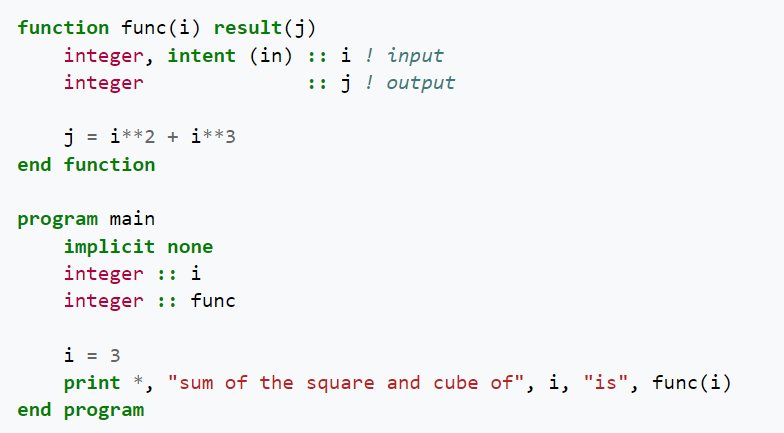 function func(i) result(j)
    integer, intent (in) :: i ! input
    integer              :: j ! output

    j = i**2 + i**3
end function

program main
    implicit none
    integer :: i
    integer :: func

    i = 3
    print *, "sum of the square and cube of", i, "is", func(i)
end program